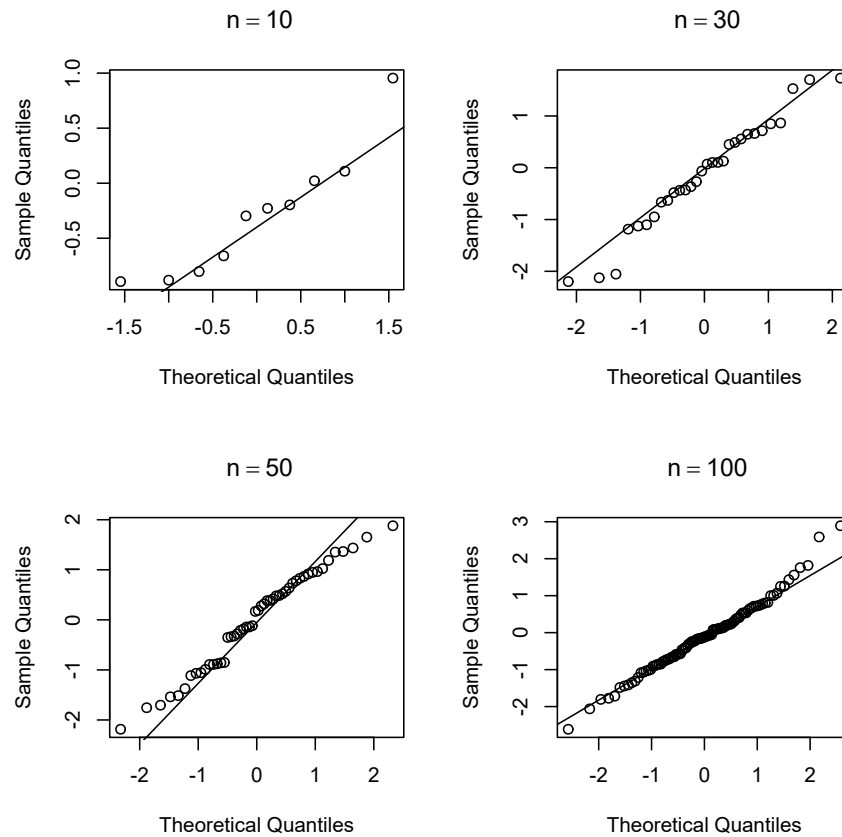 n = 10
Sample Quantiles
1.0
0.5
0.0
-0.5
-1.5 -0.5 0.5 1.5
Theoretical Quantiles
n = 30
Sample Quantiles
1
0
-1
-2
-2 -1 0 1 2
Theoretical Quantiles
n = 50
Sample Quantiles
2
1
0
-1
-2
-2 -1 0 1 2
Theoretical Quantiles
n = 100
Sample Quantiles
3
2
1
0
-1
-2
-2 -1 0 1 2
Theoretical Quantiles